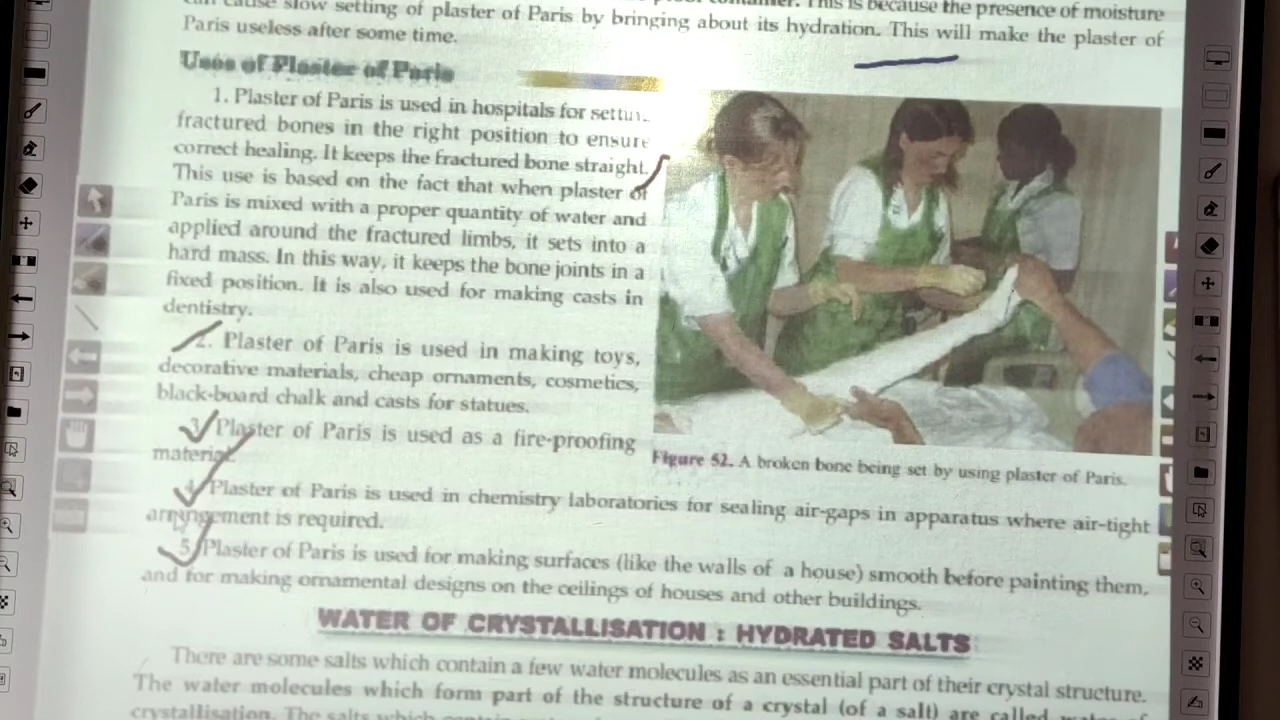 can cause slow setting of plaster of Paris by bringing about its hydration. This will make the plaster of
Paris useless after some time.
Uses of Plaster of Paris
1. Plaster of Paris is used in hospitals for
fractured bones in the right position to ensure
correct healing. It keeps the fractured bone straight.
This use is based on the fact that when plaster of
Paris is mixed with a proper quantity of water and
applied around the fractured limbs, it sets into a
hard mass. In this way, it keeps the bone joints in a
fixed position. It is also used for making casts in
dentistry.
2. Plaster of Paris is used in making toys,
decorative materials, cheap ornaments, cosmetics,
black-board chalk and casts for statues.
3. Plaster of Paris is used as a fire-proofing
material.
Figure 52. A broken bone being set by using plaster of Paris.
4. Plaster of Paris is used in chemistry laboratories for sealing air-gaps in apparatus where air-tight
arrangement is required.
5. Plaster of Paris is used for making surfaces (like the walls of a house) smooth before painting them,
and for making ornamental designs on the ceilings of houses and other buildings.
WATER OF CRYSTALLISATION : HYDRATED SALTS
There are some salts which contain a few water molecules as an essential part of their crystal structure.
The water molecules which form part of the structure of a crystal (of a salt) are called water of
crystallisation. The salts which